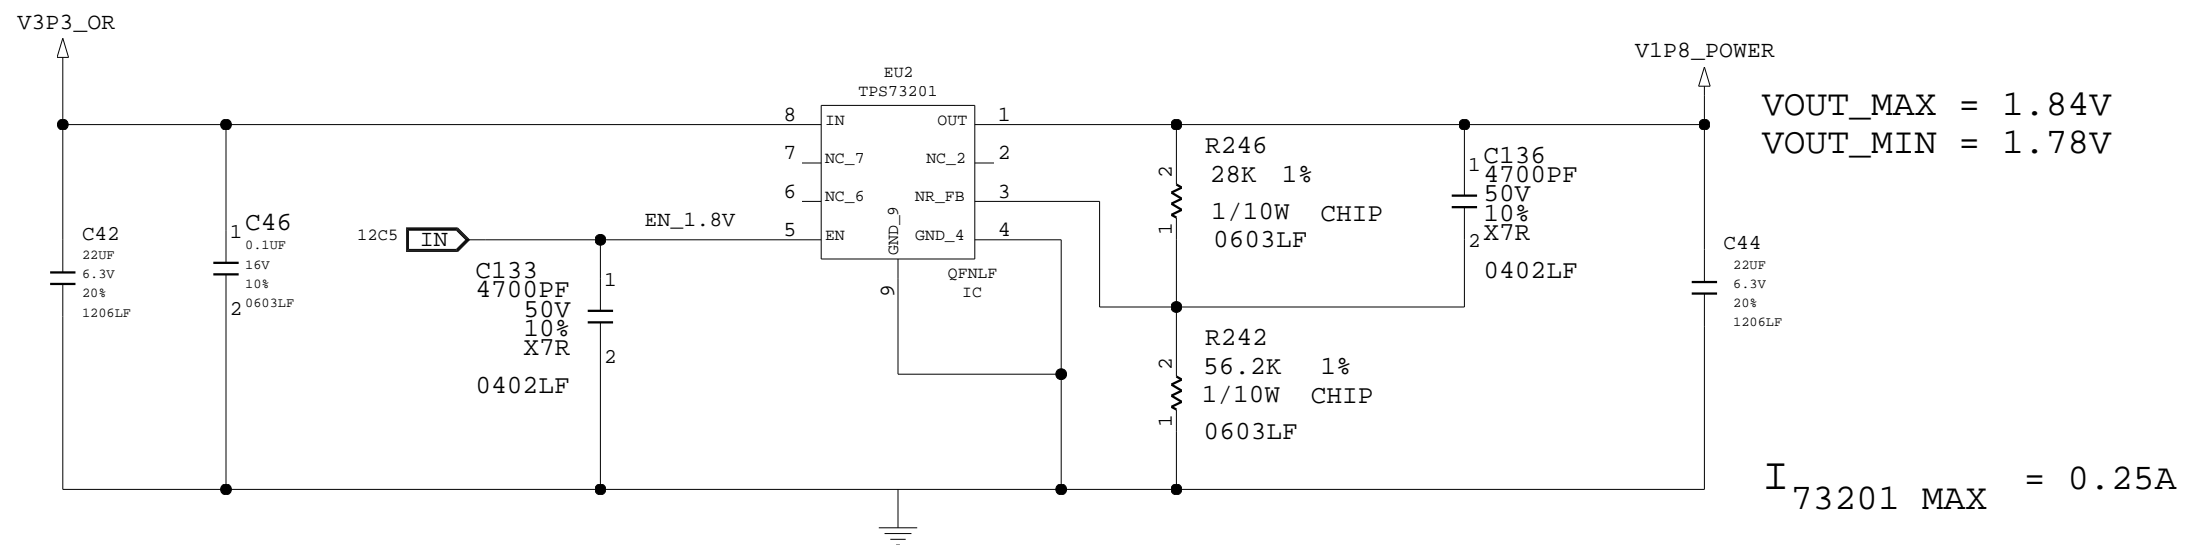 V3P3_OR
V1P8_POWER
EU2
TPS73201
VOUT_MAX = 1.84V
VOUT_MIN = 1.78V
8 IN OUT 1
7 NC_7 NC_2 2
6 NC_6 NR_FB 3
5 EN GND_4 4
GND_9
9
QFNLF
IC
12C5 IN
EN_1.8V
C42
22UF
6.3V
20%
1206LF
1 C46
0.1UF
16V
10%
2 0603LF
C133 1
4700PF
50V
10%
X7R 2
0402LF
R246
2 28K 1%
1/10W CHIP
1 0603LF
1 C136
4700PF
50V
10%
2 X7R
0402LF
R242
2 56.2K 1%
1/10W CHIP
1 0603LF
C44
22UF
6.3V
20%
1206LF
I 73201 MAX = 0.25A